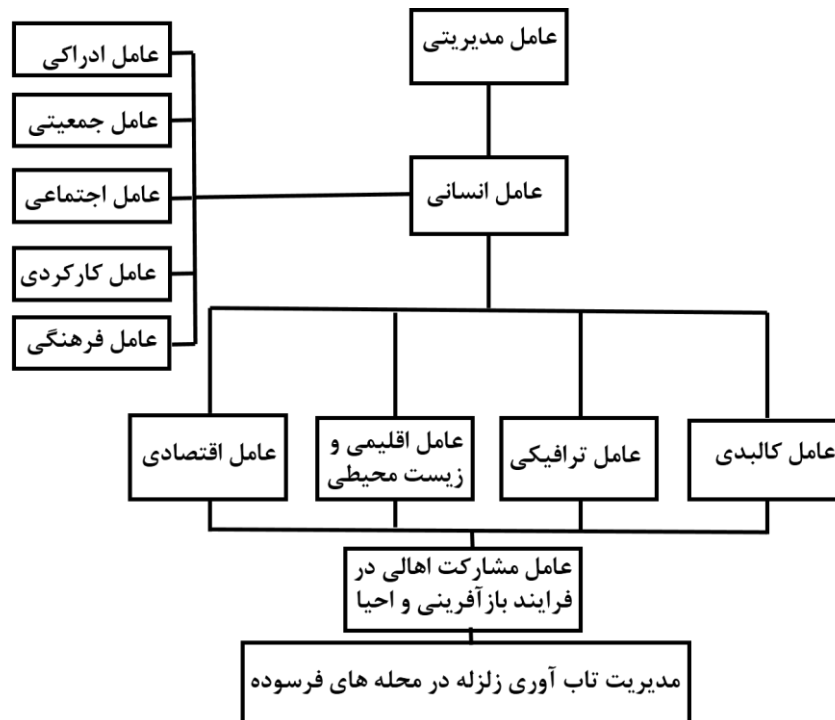 عامل مدیریتی
عامل ادراکی
عامل جمعیتی
عامل انسانی
عامل اجتماعی
عامل کارکردی
عامل فرهنگی
عامل کالبدی
عامل ترافیکی
عامل اقلیمی و
زیست محیطی
عامل اقتصادی
عامل مشارکت اهالی در
فرایند بازآفرینی و احیا
مدیریت تاب آوری زلزله در محله های فرسوده